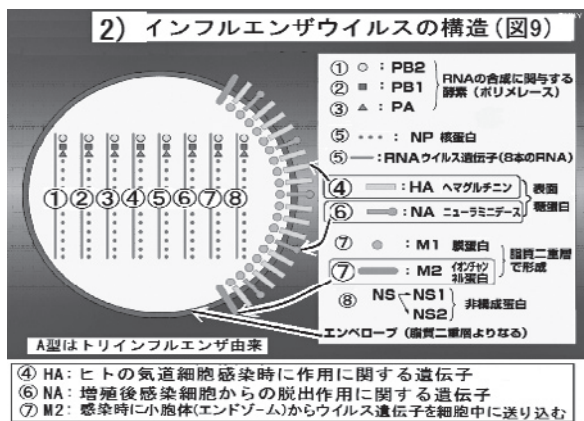 2) インフルエンザウイルスの構造(図9)
① ○ : PB2
② ■ : PB1
③ ▲ : PA
RNAの合成に関与する
酵素(ポリメレース)
⑤ •••• : NP 核蛋白
⑤ ― : RNAウイルス遺伝子(8本のRNA)
④ : HA ヘマグルチニン
⑥ : NA ニューラミニデース
表面
糖蛋白
⑦ ● : M1 膜蛋白
⑦ : M2 イオンチャンネル蛋白
脂質二重層
で形成
⑧ NS NS1
NS2
非構成蛋白
エンベロープ(脂質二重層よりなる)
① ② ③ ④ ⑤ ⑥ ⑦ ⑧
A型はトリインフルエンザ由来
④ HA: ヒトの気道細胞感染時に作用に関する遺伝子
⑥ NA: 増殖後感染細胞からの脱出作用に関する遺伝子
⑦ M2: 感染時に小胞体(エンドゾーム)からウイルス遺伝子を細胞中に送り込む